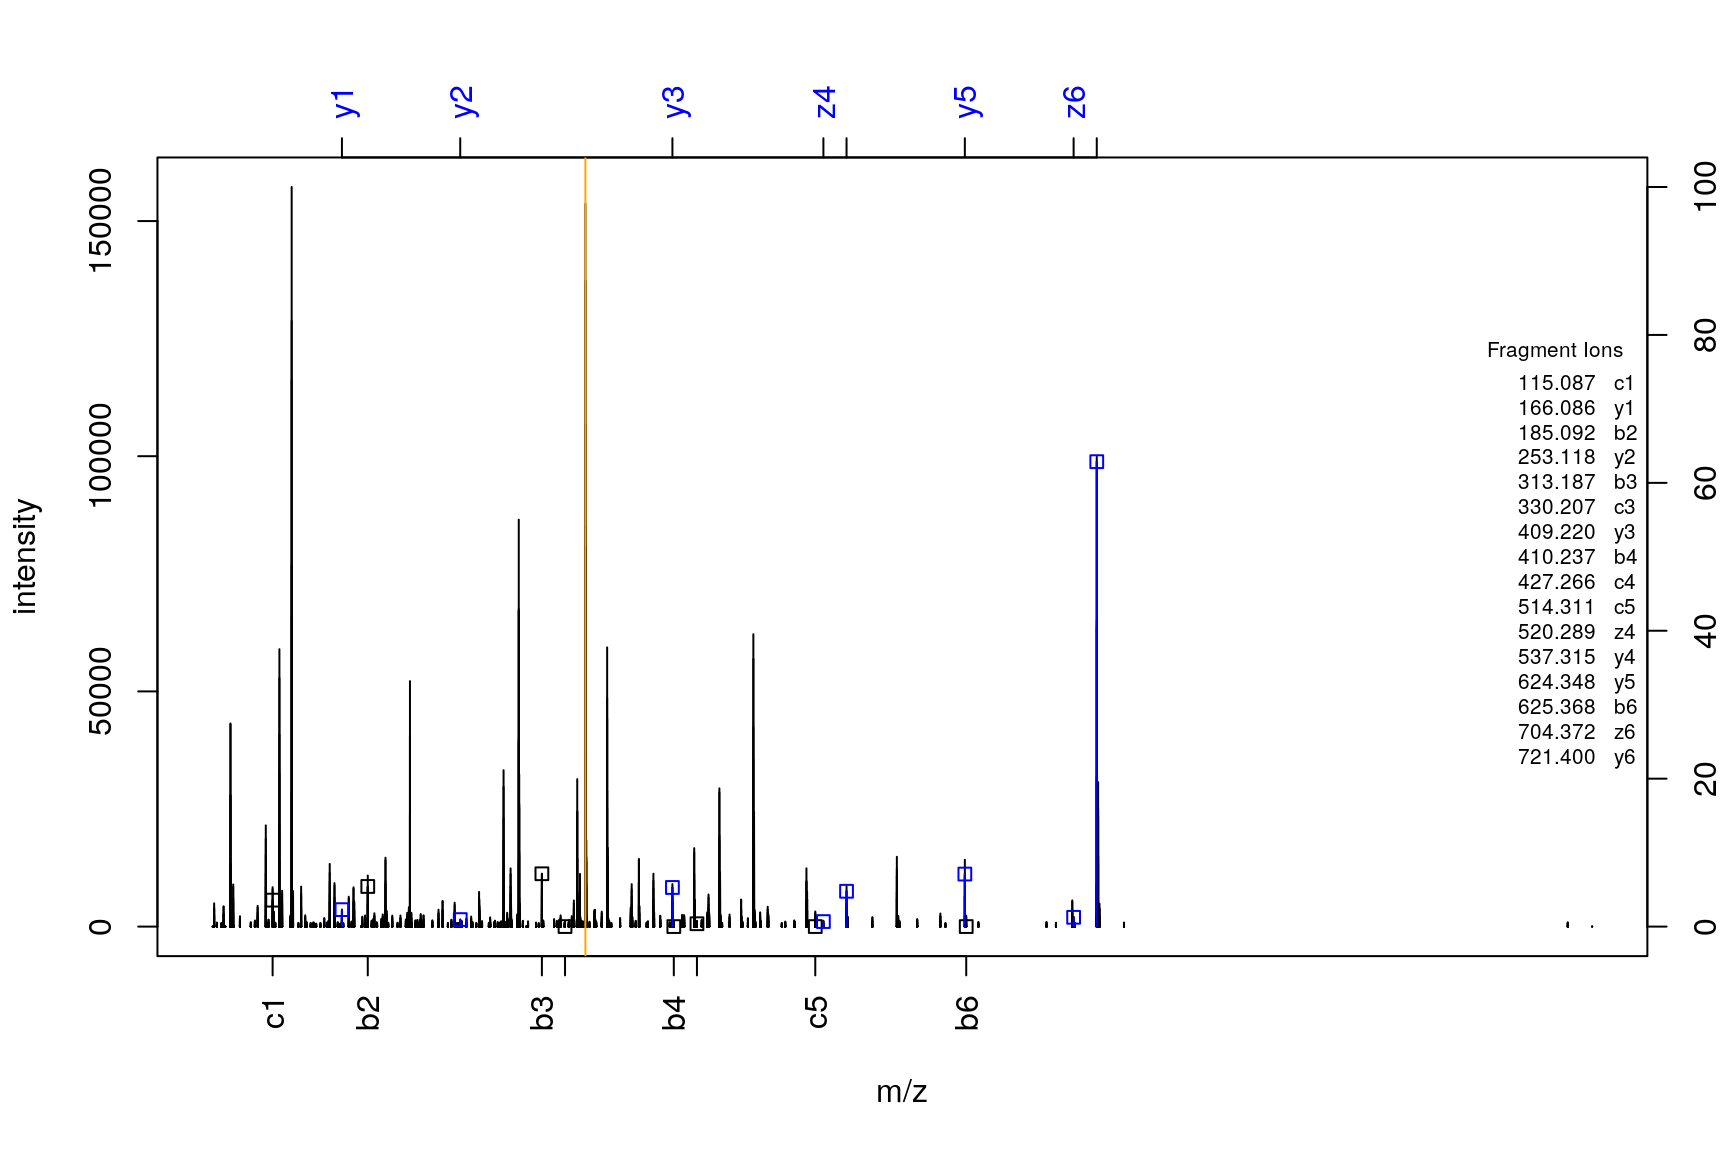 y1 y2 y3 z4 y5 z6
150000
100000
50000
0
intensity
100
80
60
40
20
0
Fragment Ions
115.087 c1
166.086 y1
185.092 b2
253.118 y2
313.187 b3
330.207 c3
409.220 y3
410.237 b4
427.266 c4
514.311 c5
520.289 z4
537.315 y4
624.348 y5
625.368 b6
704.372 z6
721.400 y6
c1 b2 b3 b4 c5 b6
m/z